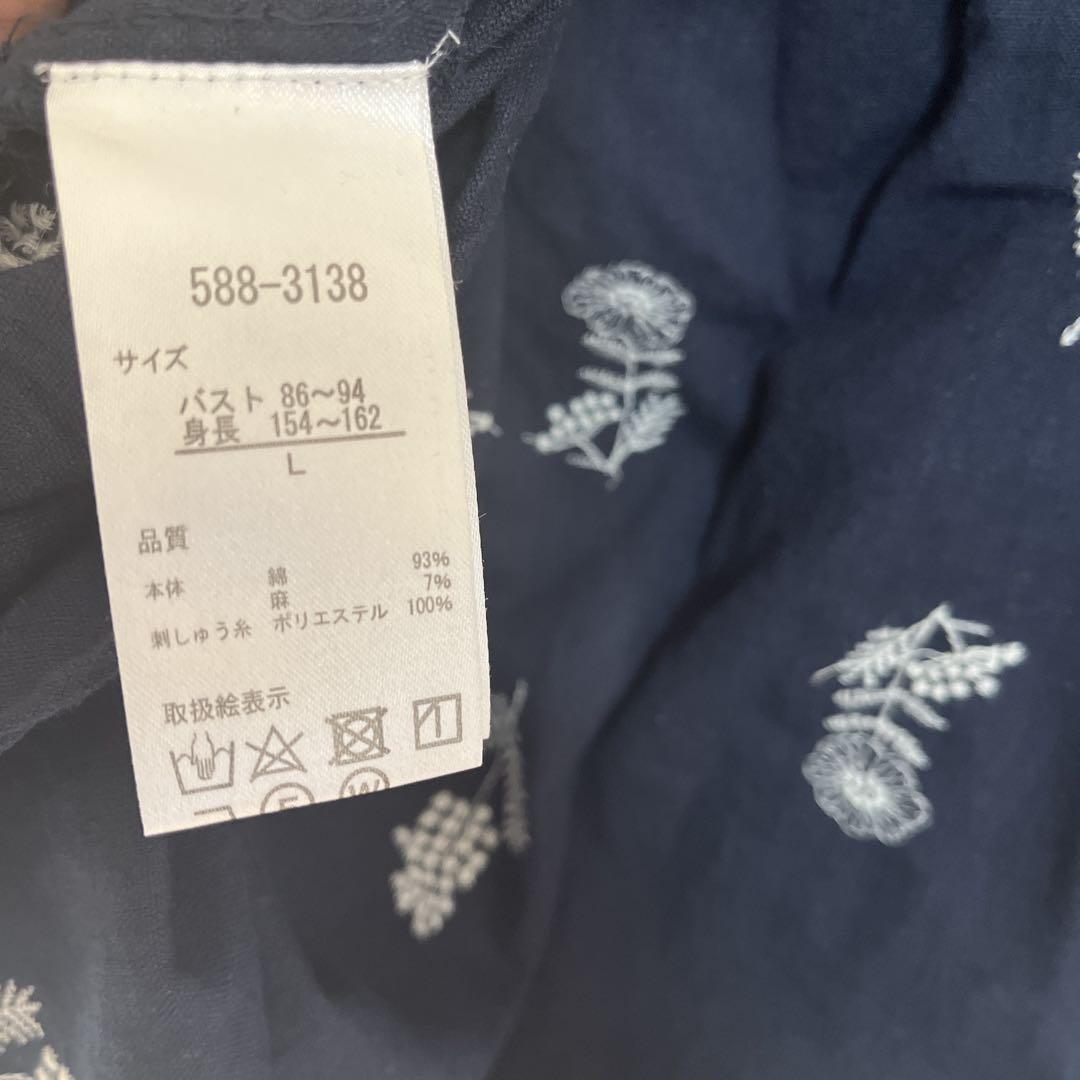 588-3138
サイズ
バスト 86～94
身長 154～162
L
品質
本体 綿 93%
麻 7%
刺しゅう糸 ポリエステル 100%
取扱絵表示
F W